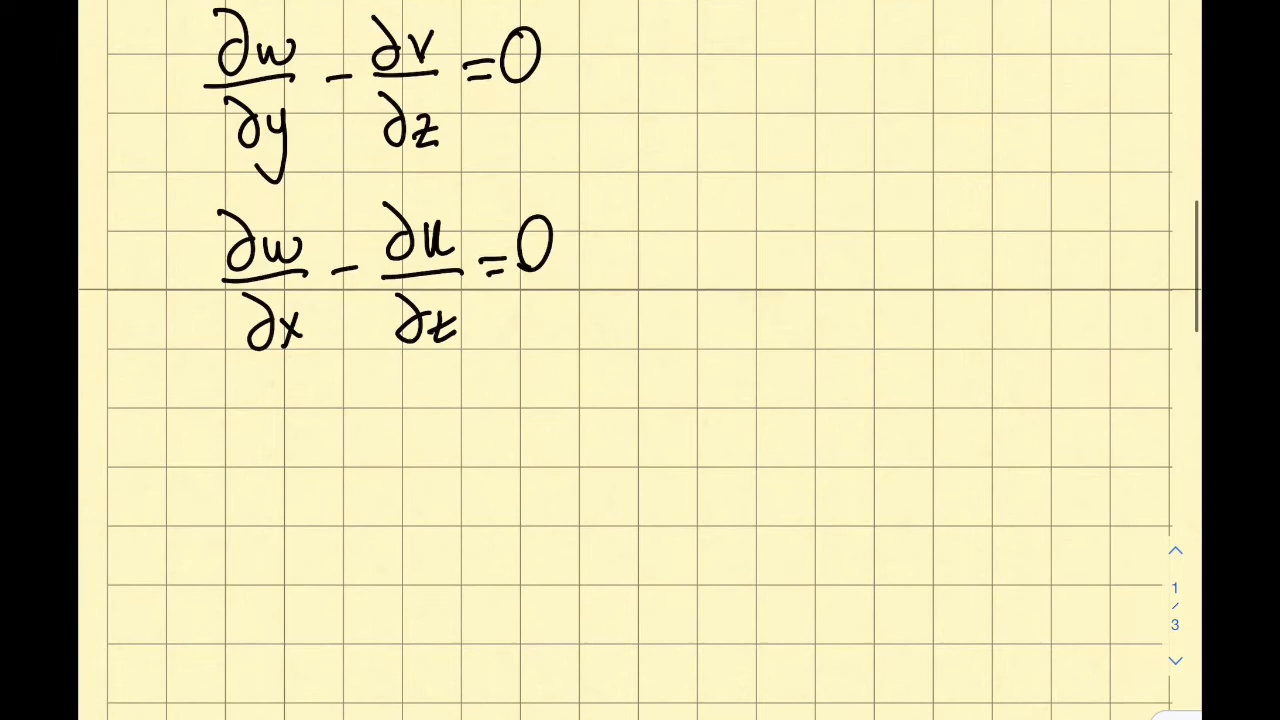 ∂w/∂y - ∂v/∂z = 0
∂w/∂x - ∂u/∂z = 0
1
/
3